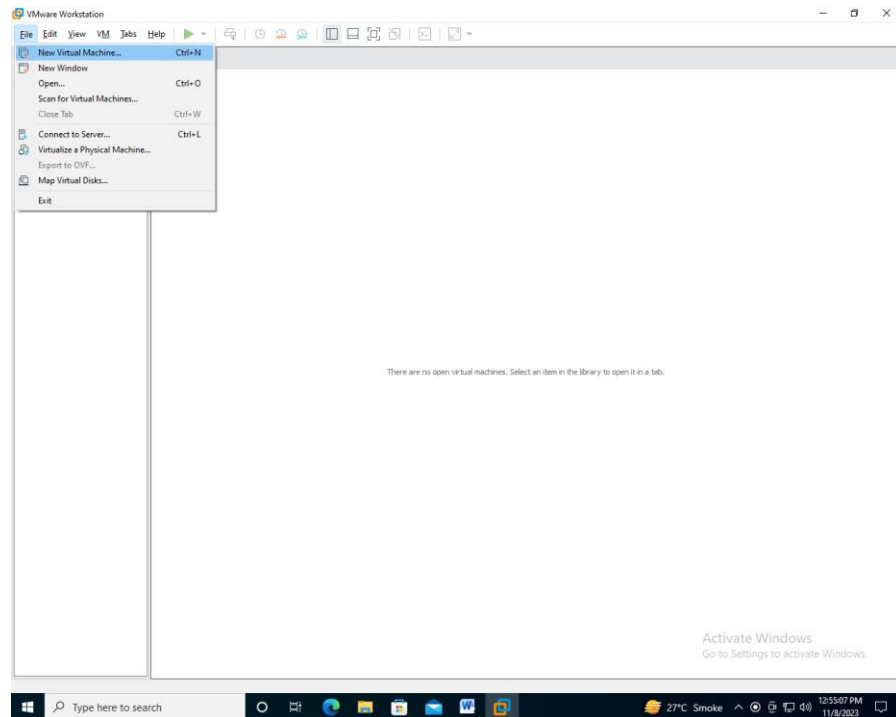 VMware Workstation
File Edit View VM Tabs Help
New Virtual Machine... Ctrl+N
New Window
Open... Ctrl+O
Scan for Virtual Machines...
Close Tab Ctrl+W
Connect to Server... Ctrl+L
Virtualize a Physical Machine...
Export to OVF...
Map Virtual Disks...
Exit
There are no open virtual machines. Select an item in the library to open it in a tab.
Activate Windows
Go to Settings to activate Windows.
Type here to search
27°C Smoke
12:55:07 PM
11/8/2023